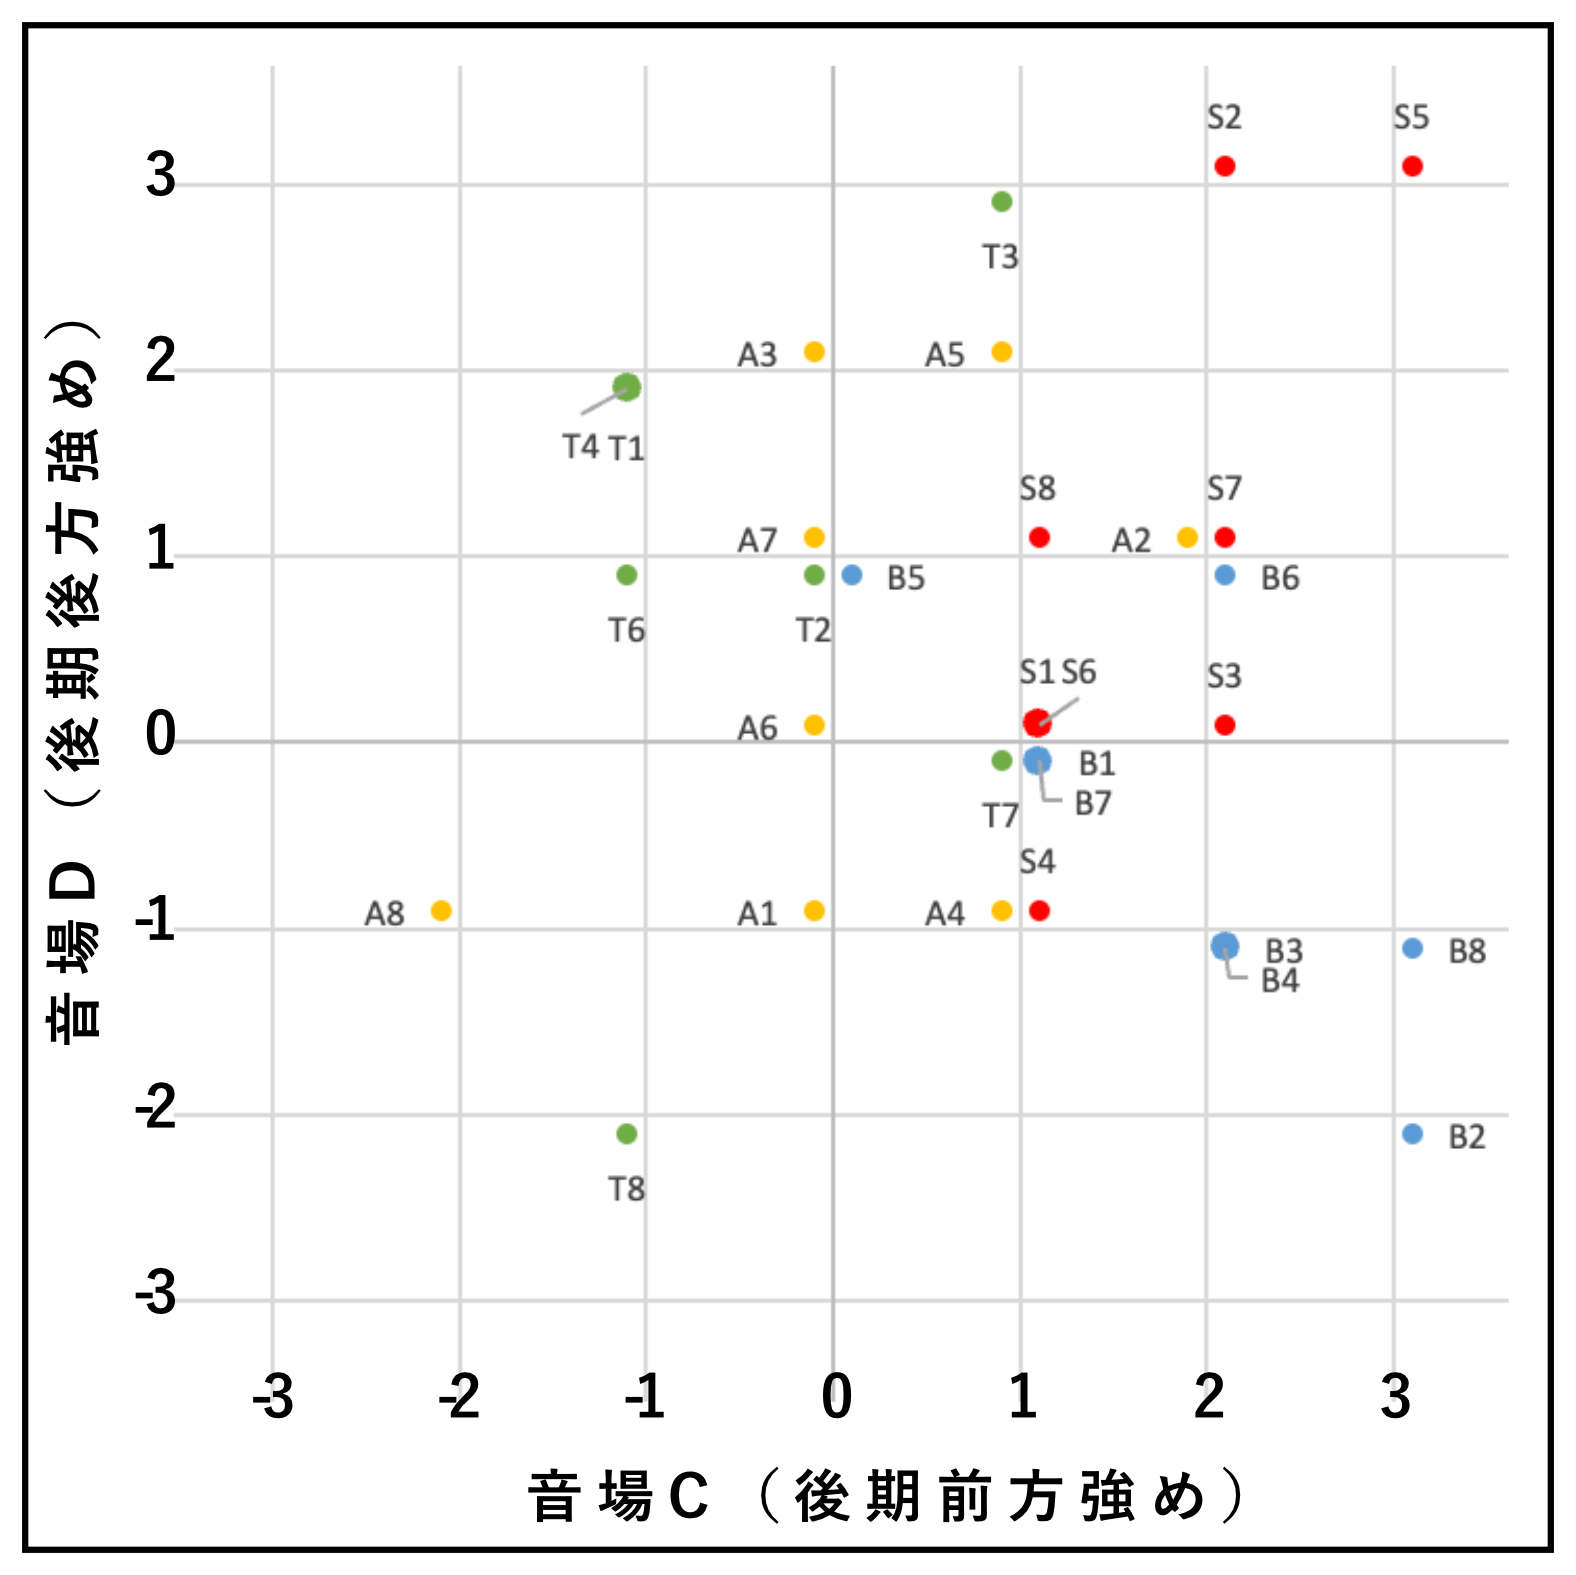 S2 S5
3
T3
A3 A5
2
T4 T1
S8 S7
A7 A2
1
B5 B6
T6 T2
S1 S6 S3
A6
0
B1
B7
T7
S4
A8 A1 A4
-1
B3 B8
B4
-2
B2
T8
-3
-3 -2 -1 0 1 2 3
音場D（後期後方強め）
音場C（後期前方強め）